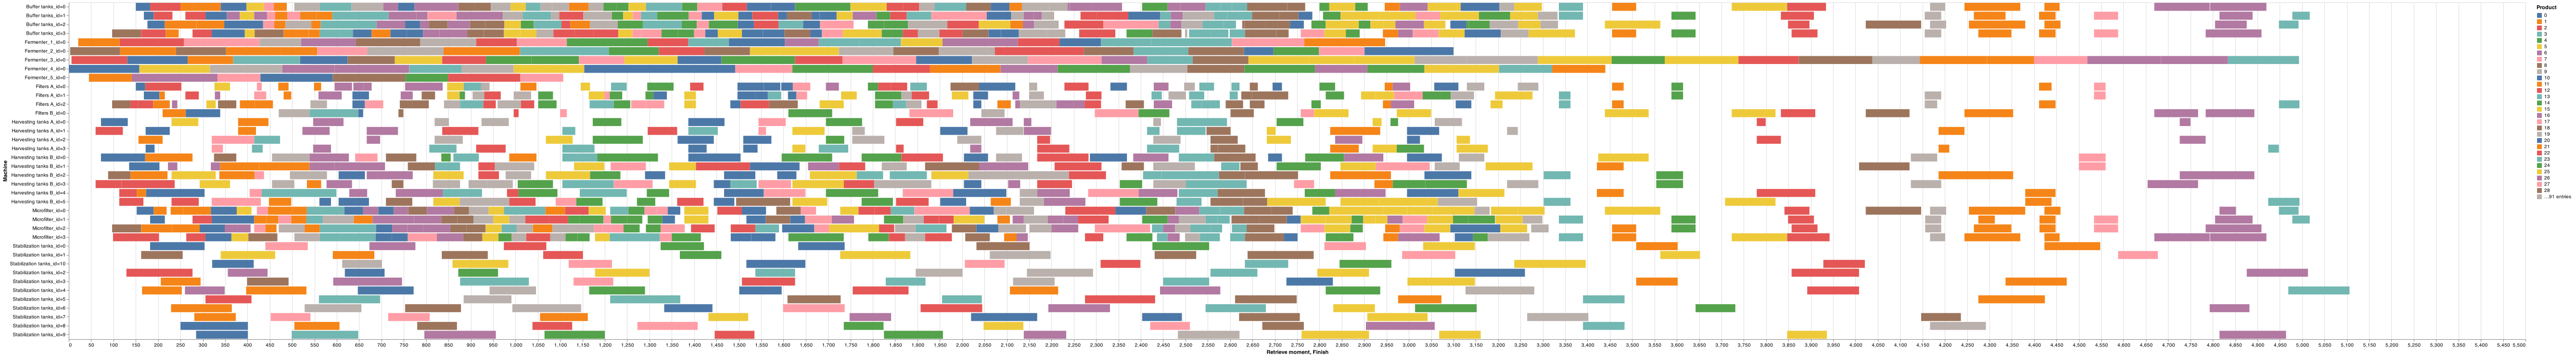 Buffer tanks_id=0
Buffer tanks_id=1
Buffer tanks_id=2
Buffer tanks_id=3
Fermenter_1_id=0
Fermenter_2_id=0
Fermenter_3_id=0
Fermenter_4_id=0
Fermenter_5_id=0
Filters A_id=0
Filters A_id=1
Filters A_id=2
Filters B_id=0
Harvesting tanks A_id=0
Harvesting tanks A_id=1
Harvesting tanks A_id=2
Harvesting tanks A_id=3
Harvesting tanks B_id=0
Harvesting tanks B_id=1
Harvesting tanks B_id=2
Harvesting tanks B_id=3
Harvesting tanks B_id=4
Harvesting tanks B_id=5
Microfilter_id=0
Microfilter_id=1
Microfilter_id=2
Microfilter_id=3
Stabilization tanks_id=0
Stabilization tanks_id=1
Stabilization tanks_id=10
Stabilization tanks_id=2
Stabilization tanks_id=3
Stabilization tanks_id=4
Stabilization tanks_id=5
Stabilization tanks_id=6
Stabilization tanks_id=7
Stabilization tanks_id=8
Stabilization tanks_id=9
Machine
0 50 100 150 200 250 300 350 400 450 500 550 600 650 700 750 800 850 900 950 1,000 1,050 1,100 1,150 1,200 1,250 1,300 1,350 1,400 1,450 1,500 1,550 1,600 1,650 1,700 1,750 1,800 1,850 1,900 1,950 2,000 2,050 2,100 2,150 2,200 2,250 2,300 2,350 2,400 2,450 2,500 2,550 2,600 2,650 2,700 2,750 2,800 2,850 2,900 2,950 3,000 3,050 3,100 3,150 3,200 3,250 3,300 3,350 3,400 3,450 3,500 3,550 3,600 3,650 3,700 3,750 3,800 3,850 3,900 3,950 4,000 4,050 4,100 4,150 4,200 4,250 4,300 4,350 4,400 4,450 4,500 4,550 4,600 4,650 4,700 4,750 4,800 4,850 4,900 4,950 5,000 5,050 5,100 5,150 5,200 5,250 5,300 5,350 5,400 5,450 5,500
Retrieve moment, Finish
Product
0
1
2
3
4
5
6
7
8
9
10
11
12
13
14
15
16
17
18
19
20
21
22
23
24
25
26
27
28
...91 entries